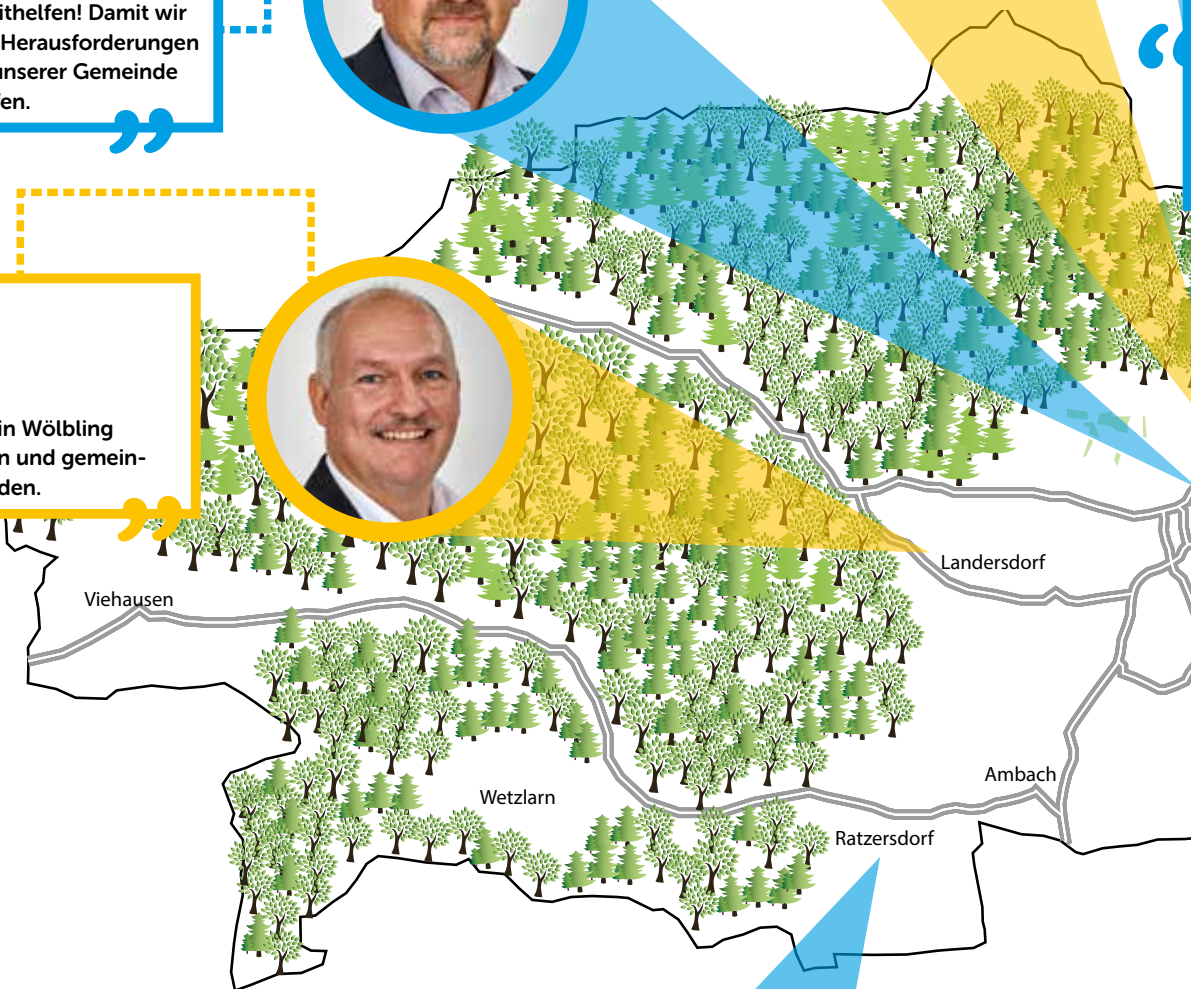 ithelfen! Damit wir
Herausforderungen
unserer Gemeinde
fen.
”
“
in Wölbling
n und gemein-
den.
”
Viehausen
Landersdorf
Wetzlarn
Ambach
Ratzersdorf